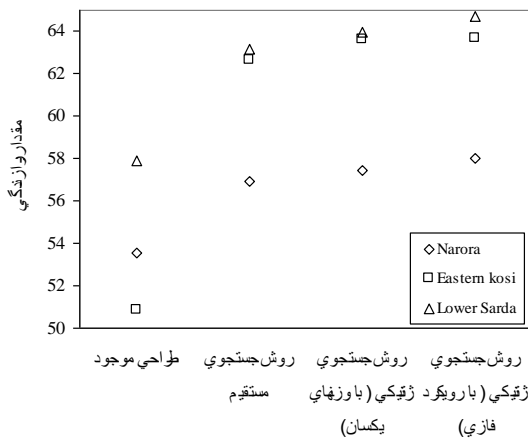 64
62
60
58
56
54
52
50
مقدار برازندگي
Narora
Eastern kosi
Lower Sarda
طراحي موجود
روش جستجوي
مستقيم
روش جستجوي
ژنتيكي ( با وزنهاي
يكسان)
روش جستجوي
ژنتيكي ( با رويكرد
فازي)